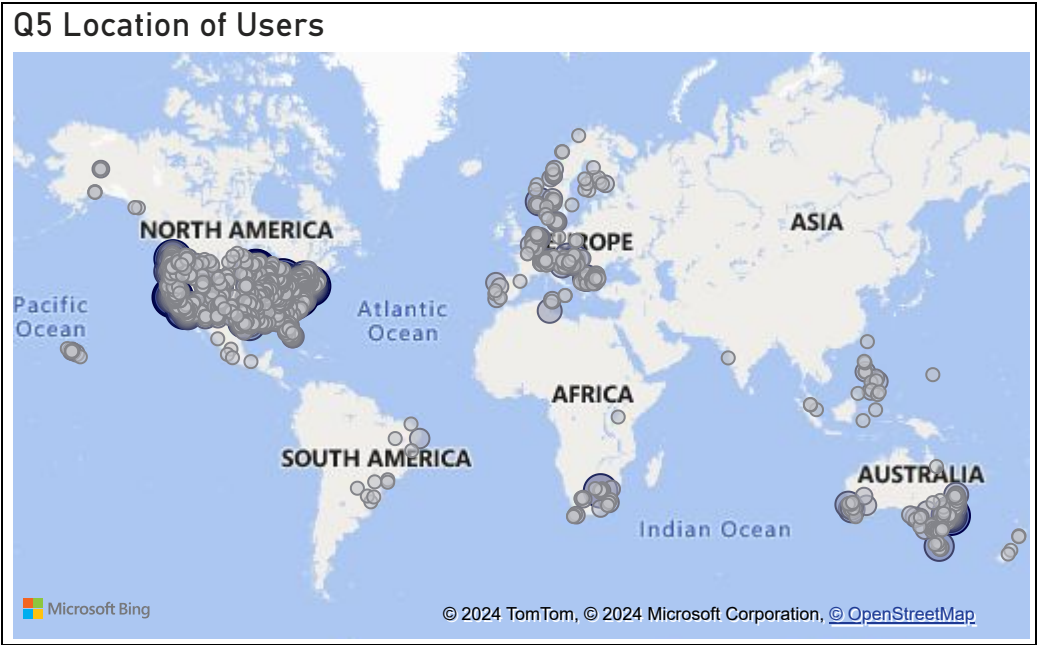 Q5 Location of Users
NORTH AMERICA
ASIA
EUROPE
Pacific
Ocean
Atlantic
Ocean
AFRICA
SOUTH AMERICA
AUSTRALIA
Indian Ocean
Microsoft Bing
© 2024 TomTom, © 2024 Microsoft Corporation, © OpenStreetMap